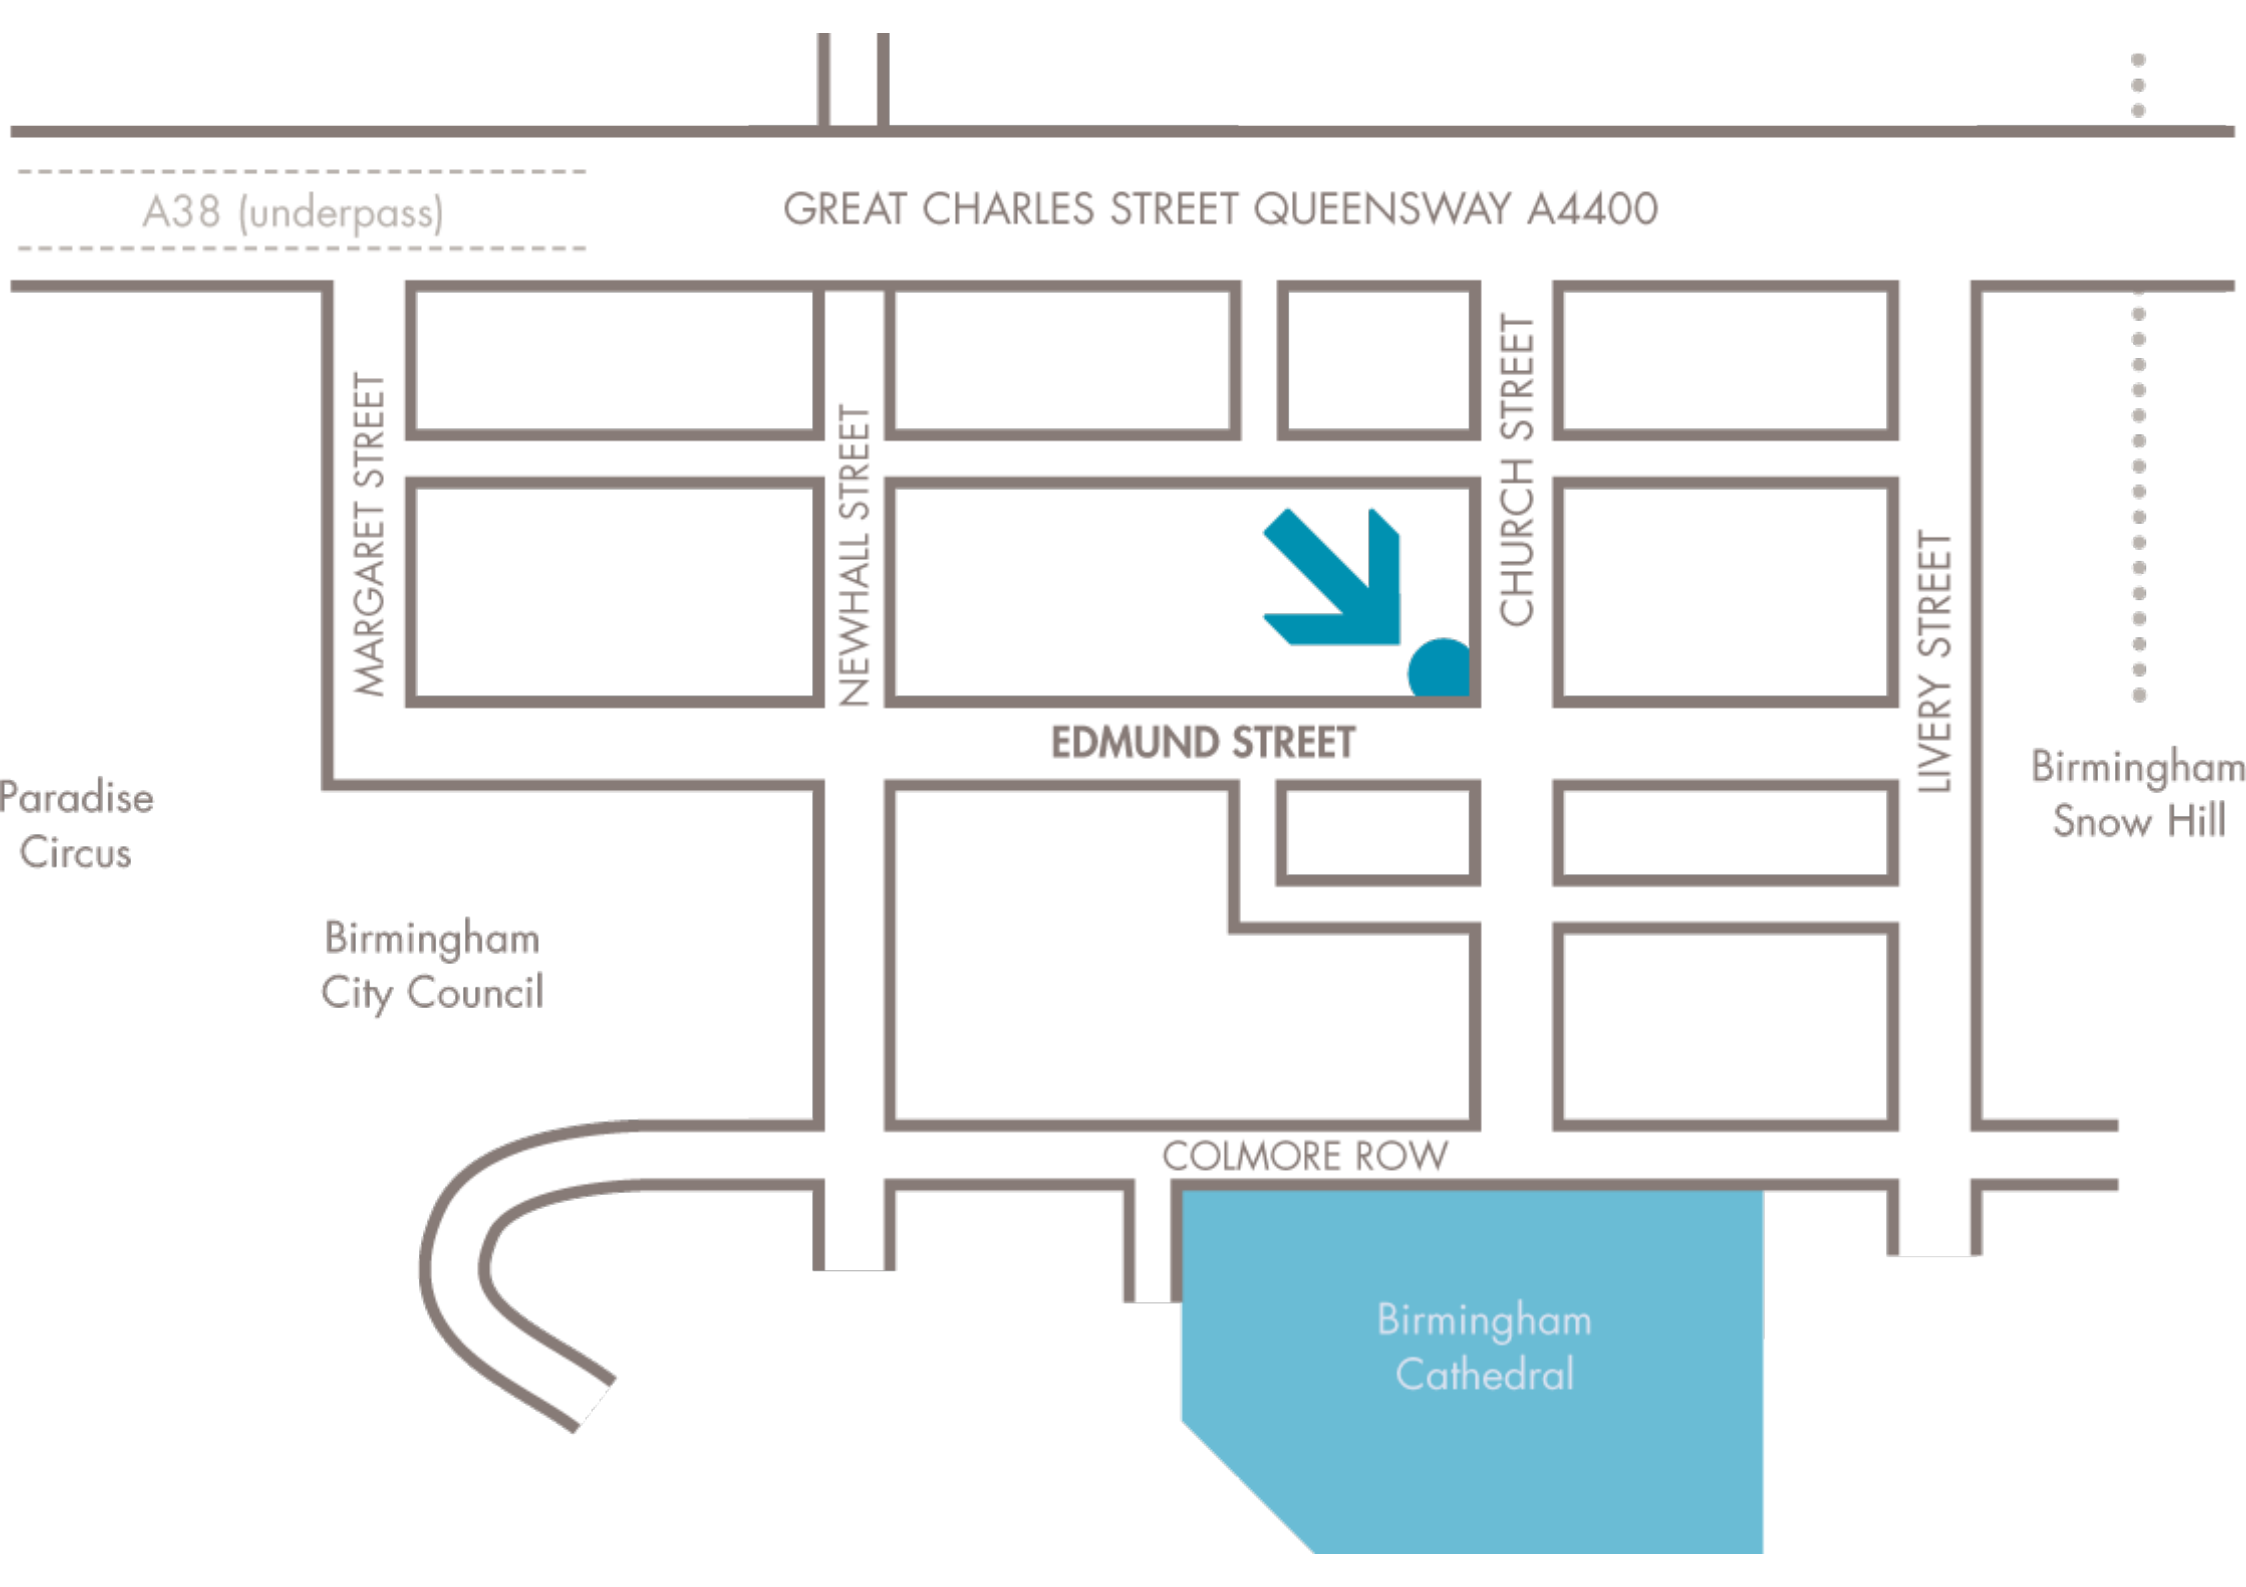 A38 (underpass)
GREAT CHARLES STREET QUEENSWAY A4400
MARGARET STREET
NEWHALL STREET
CHURCH STREET
LIVERY STREET
EDMUND STREET
Paradise
Circus
Birmingham
Snow Hill
Birmingham
City Council
COLMORE ROW
Birmingham
Cathedral